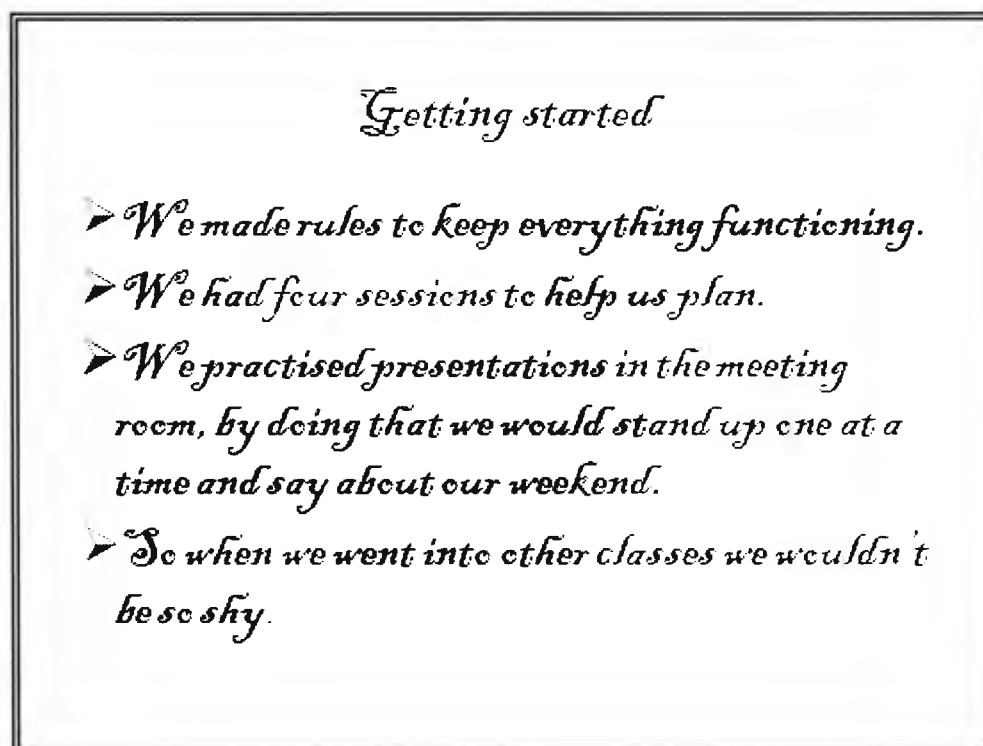 Getting started
➤ We made rules to keep everything functioning.
➤ We had four sessions to help us plan.
➤ We practised presentations in the meeting
room, by doing that we would stand up one at a
time and say about our weekend.
➤ So when we went into other classes we wouldn't
be so shy.